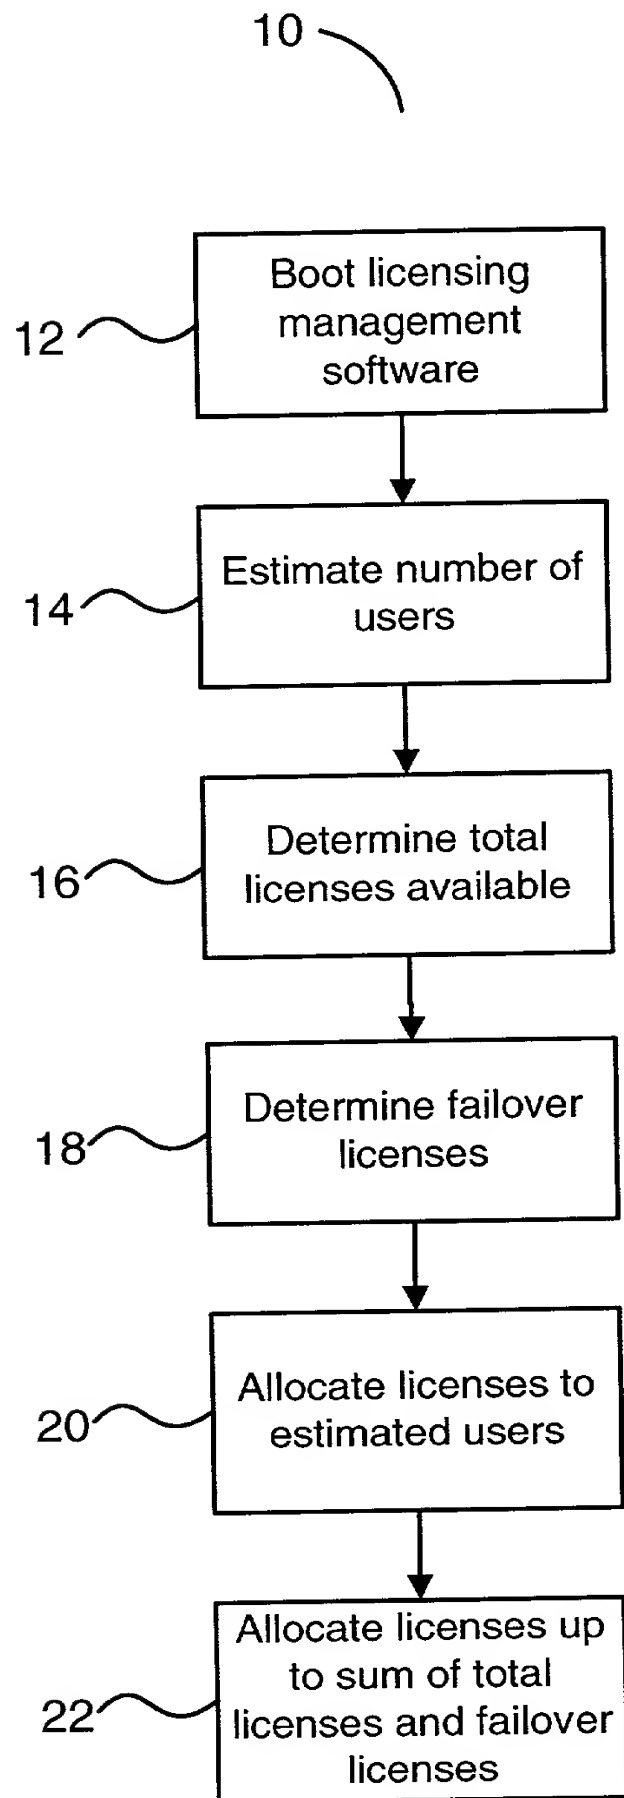 10
12
Boot licensing
management
software
14
Estimate number of
users
16
Determine total
licenses available
18
Determine failover
licenses
20
Allocate licenses to
estimated users
22
Allocate licenses up
to sum of total
licenses and failover
licenses